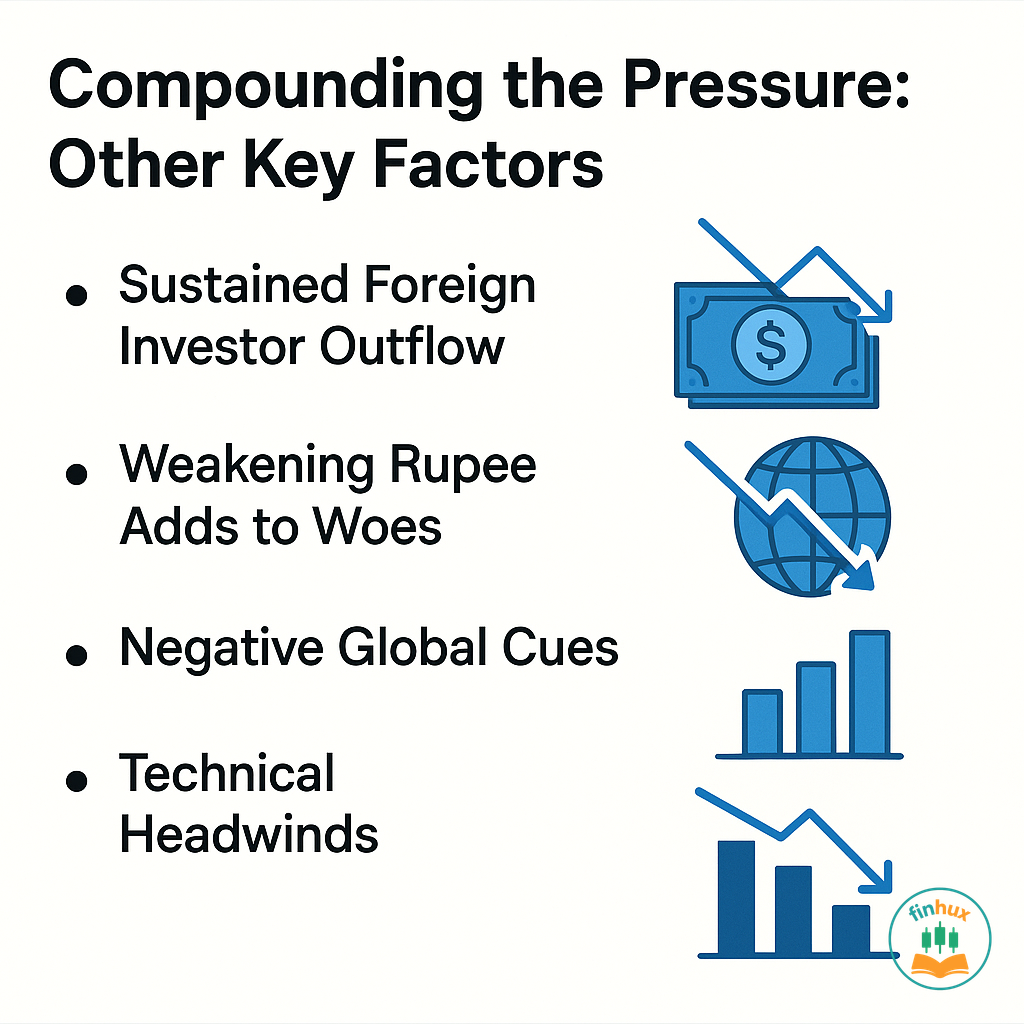 Compounding the Pressure:
Other Key Factors
• Sustained Foreign
Investor Outflow
$
• Weakening Rupee
Adds to Woes
• Negative Global Cues
• Technical
Headwinds
finhux